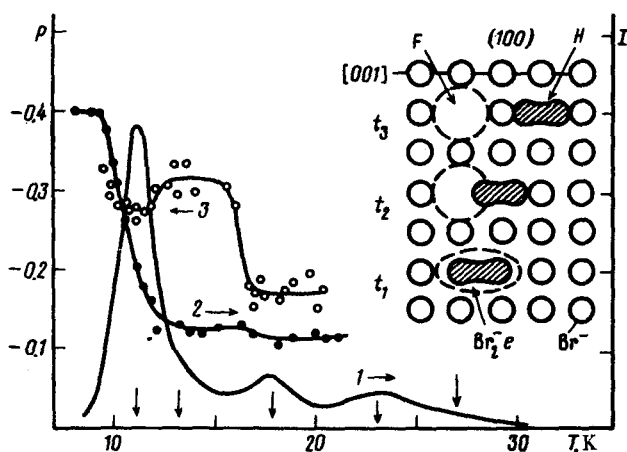 P
F
(100)
H
I
[001]
-0,4
t₃
-0,3
3
t₂
-0,2
2
t₁
-0,1
Br₂⁻e
Br⁻
1
10
20
30
T, K